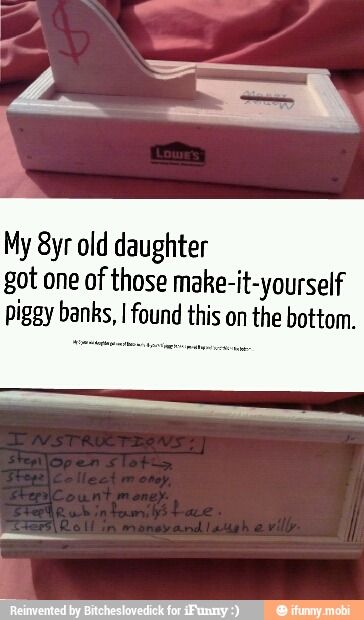 $
Money
LOWE'S
My 8yr old daughter
got one of those make-it-yourself
piggy banks, I found this on the bottom.
INSTRUCTIONS:
Step1 Open slot →
Step2 Collect money.
Step3 Count money.
Step4 Rub in family's face.
Step5 Roll in money and laugh evilly.
Reinvented by Bitcheslovedick for iFunny :)
ifunny.mobi